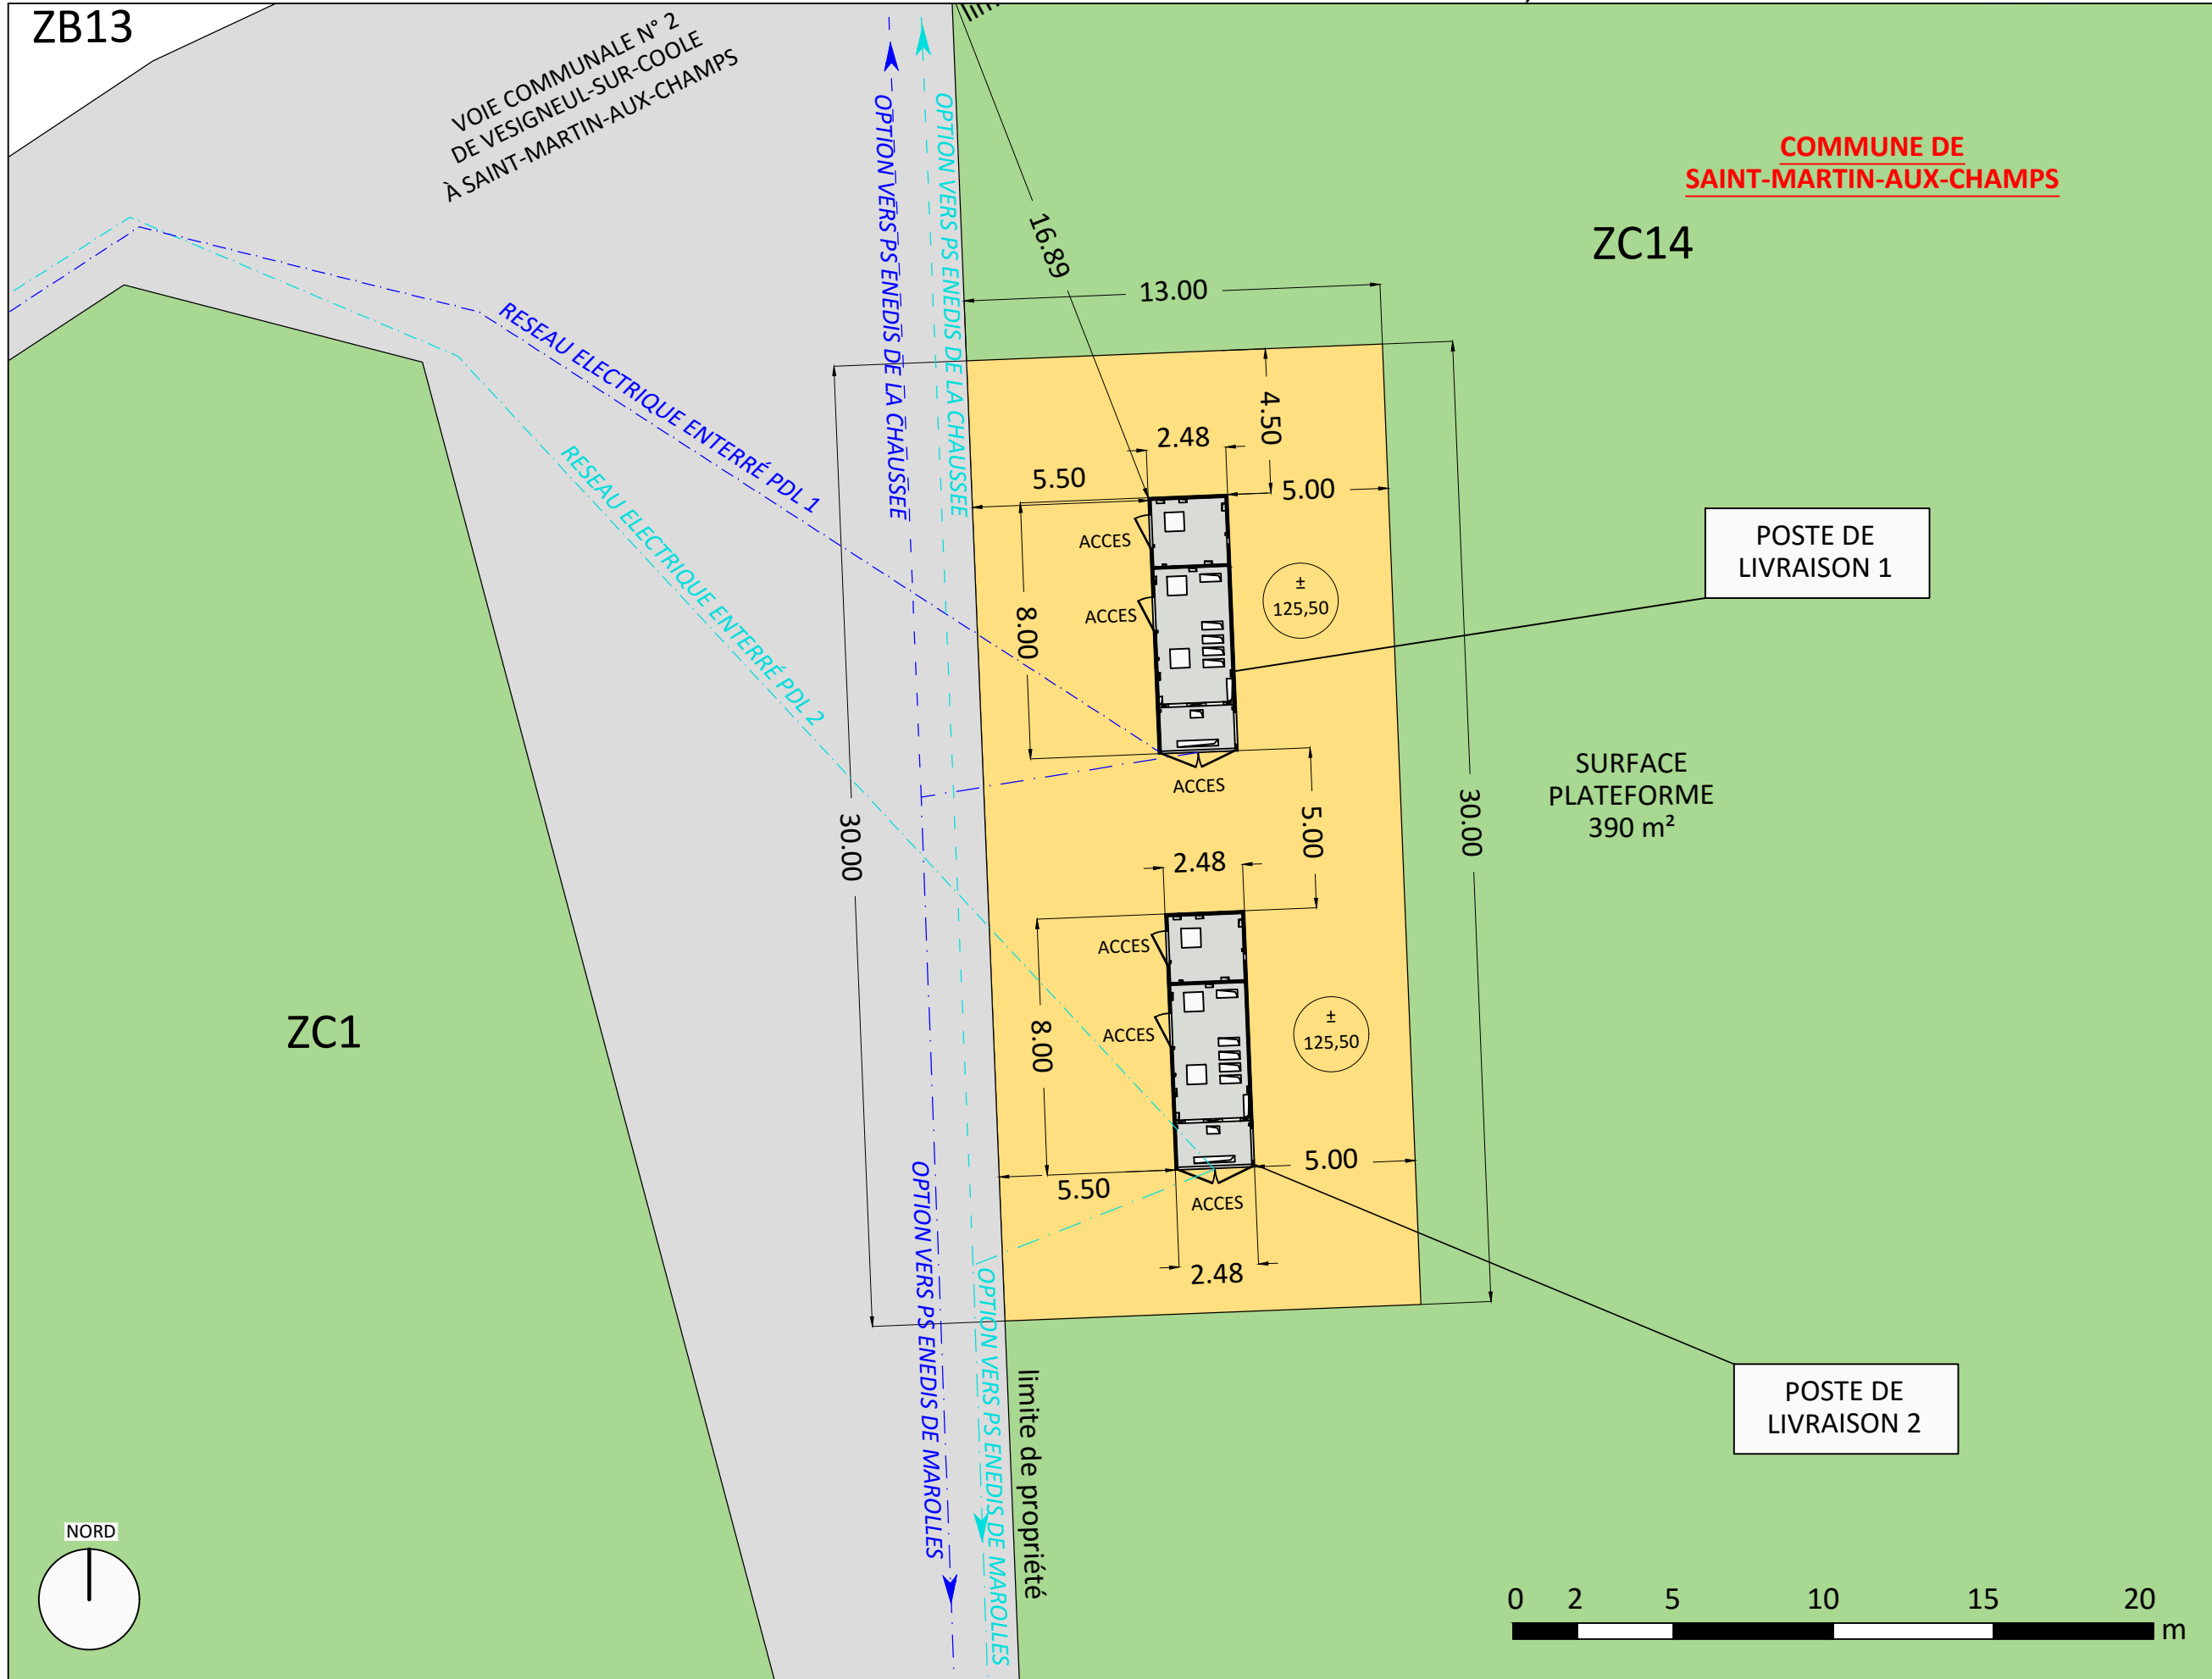 ZB13
VOIE COMMUNALE N° 2
DE VESIGNEUL-SUR-COOLE
À SAINT-MARTIN-AUX-CHAMPS
OPTION VERS PS ENEDIS DE LA CHAUSSEE
OPTION VERS PS ENEDIS DE LA CHAUSSEE
COMMUNE DE
SAINT-MARTIN-AUX-CHAMPS
ZC14
16.89
13.00
RESEAU ELECTRIQUE ENTERRÉ PDL 1
RESEAU ELECTRIQUE ENTERRÉ PDL 2
4.50
2.48
5.50
5.00
ACCES
ACCES
8.00
±
125,50
POSTE DE
LIVRAISON 1
ACCES
30.00
5.00
30.00
SURFACE
PLATEFORME
390 m²
2.48
ACCES
ACCES
8.00
±
125,50
ZC1
5.00
5.50
ACCES
2.48
OPTION VERS PS ENEDIS DE MAROLLES
OPTION VERS PS ENEDIS DE MAROLLES
limite de propriété
POSTE DE
LIVRAISON 2
NORD
0 2 5 10 15 20
m